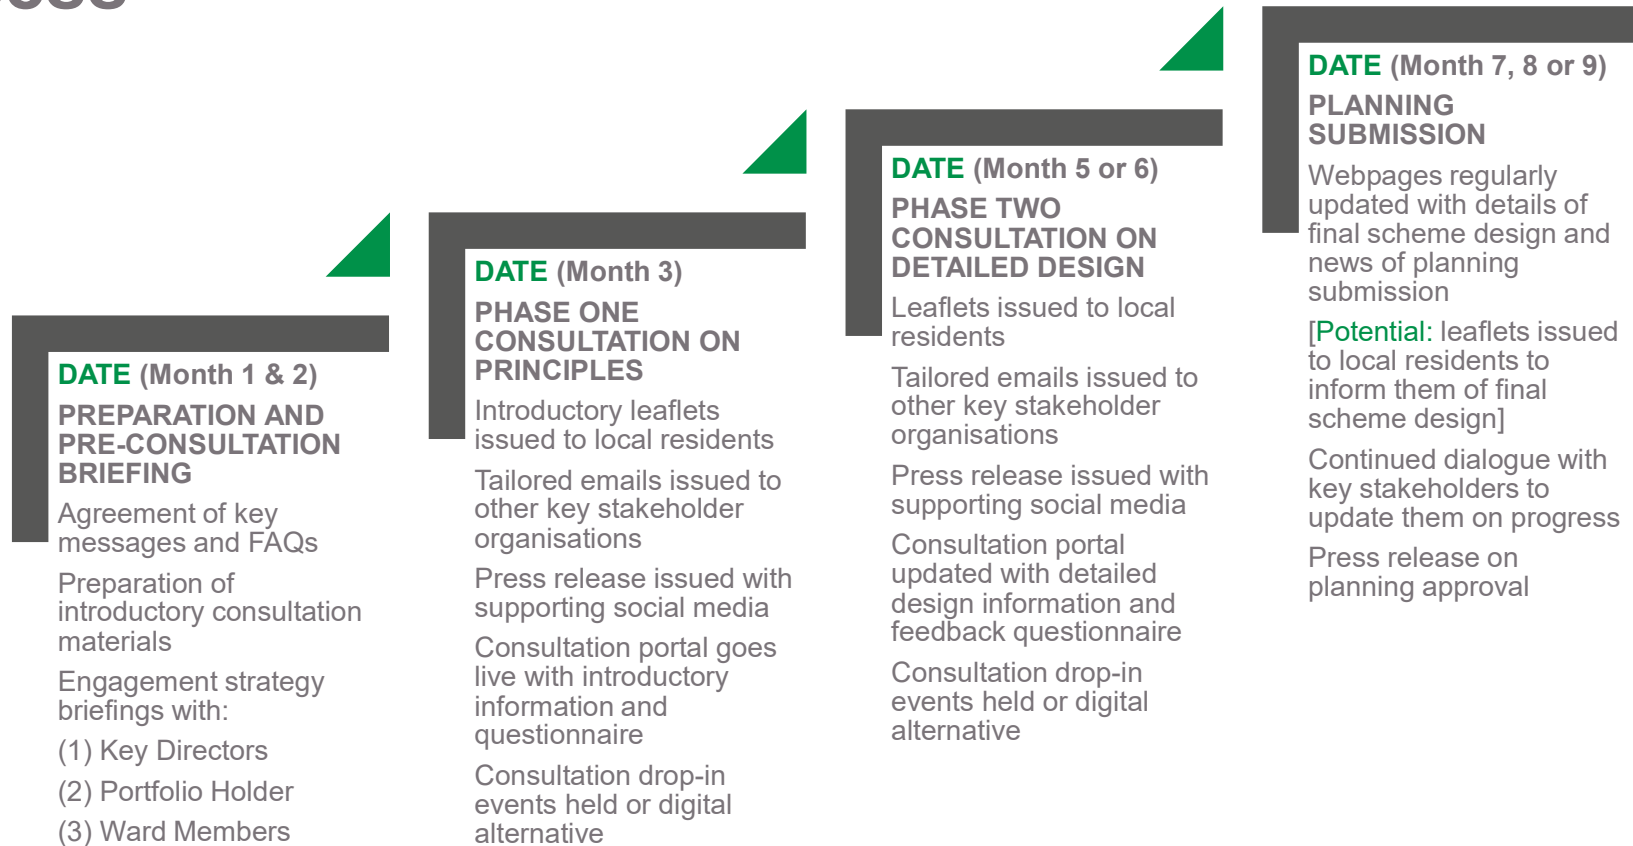 DATE (Month 1 & 2)
PREPARATION AND
PRE-CONSULTATION
BRIEFING
Agreement of key
messages and FAQs
Preparation of
introductory consultation
materials
Engagement strategy
briefings with:
(1) Key Directors
(2) Portfolio Holder
(3) Ward Members
DATE (Month 3)
PHASE ONE
CONSULTATION ON
PRINCIPLES
Introductory leaflets
issued to local residents
Tailored emails issued to
other key stakeholder
organisations
Press release issued with
supporting social media
Consultation portal goes
live with introductory
information and
questionnaire
Consultation drop-in
events held or digital
alternative
DATE (Month 5 or 6)
PHASE TWO
CONSULTATION ON
DETAILED DESIGN
Leaflets issued to local
residents
Tailored emails issued to
other key stakeholder
organisations
Press release issued with
supporting social media
Consultation portal
updated with detailed
design information and
feedback questionnaire
Consultation drop-in
events held or digital
alternative
DATE (Month 7, 8 or 9)
PLANNING
SUBMISSION
Webpages regularly
updated with details of
final scheme design and
news of planning
submission
[Potential: leaflets issued
to local residents to
inform them of final
scheme design]
Continued dialogue with
key stakeholders to
update them on progress
Press release on
planning approval